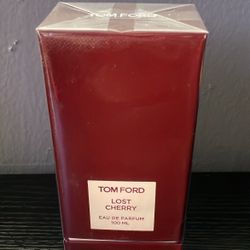 TOM FORD
TOM FORD
LOST
CHERRY
EAU DE PARFUM
100 ML